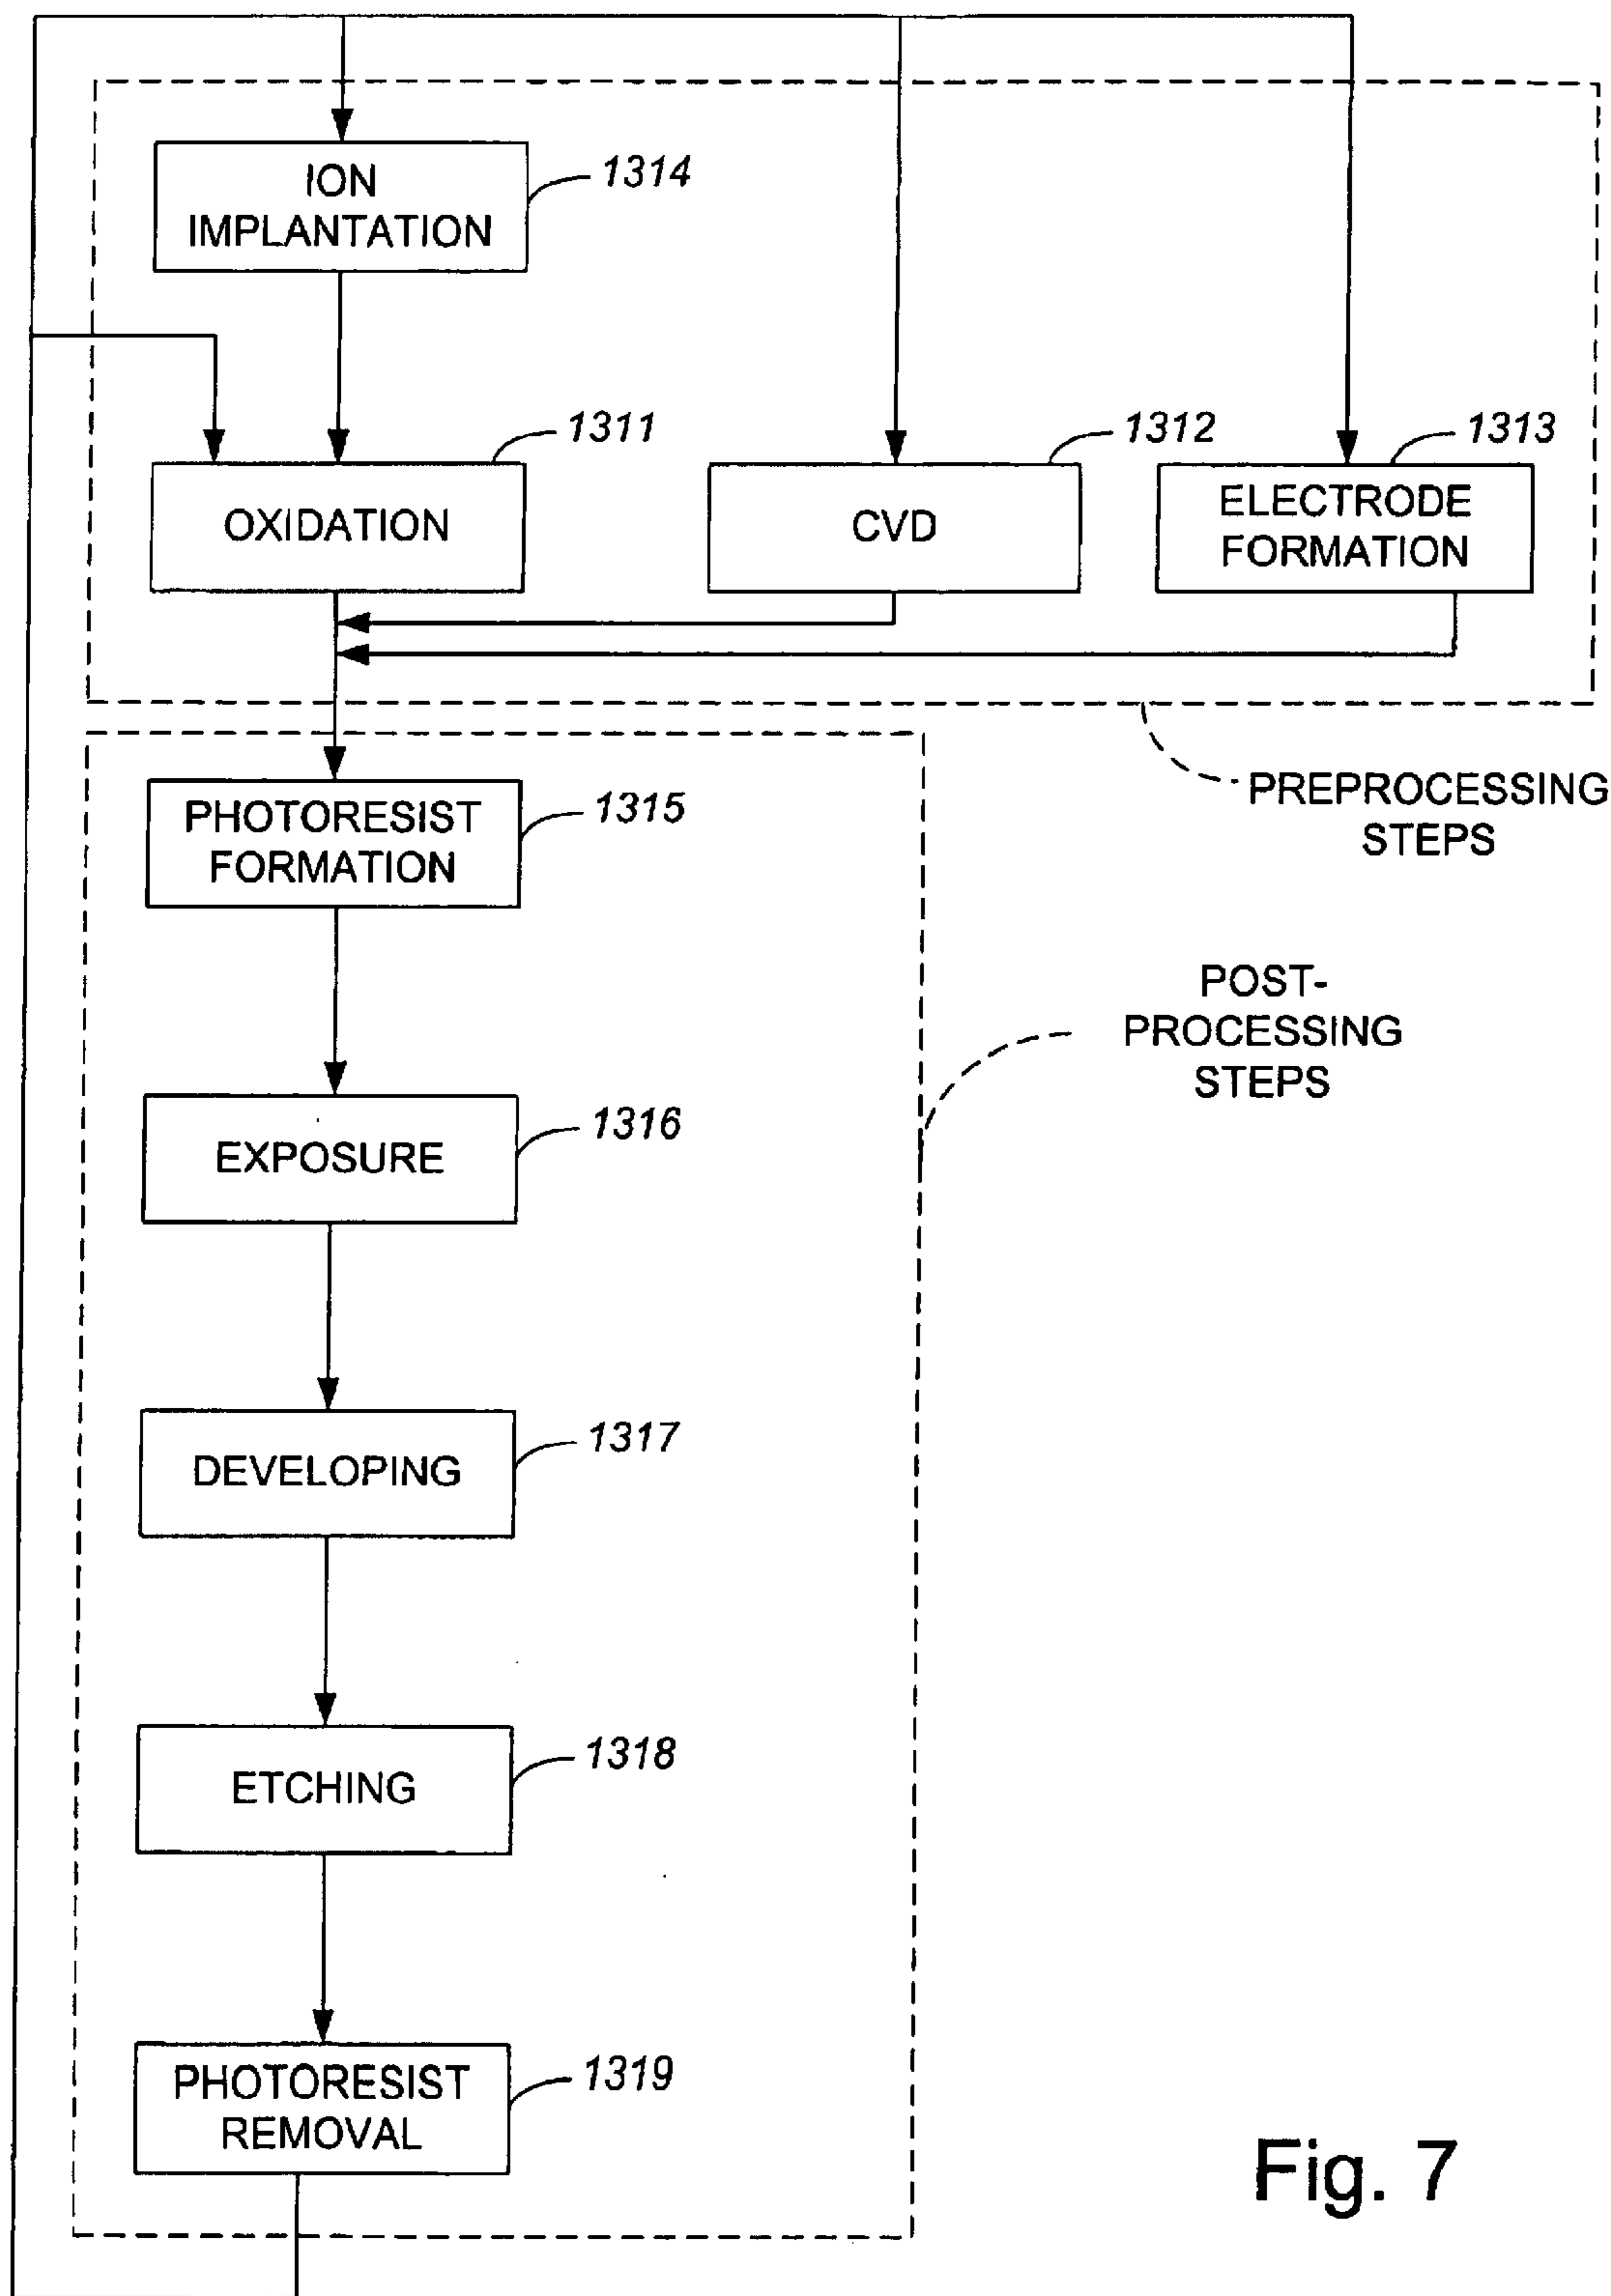 ION
IMPLANTATION
1314
1311
1312
1313
OXIDATION
CVD
ELECTRODE
FORMATION
PHOTORESIST
FORMATION
1315
PREPROCESSING
STEPS
POST-
PROCESSING
STEPS
EXPOSURE
1316
DEVELOPING
1317
ETCHING
1318
PHOTORESIST
REMOVAL
1319
Fig. 7